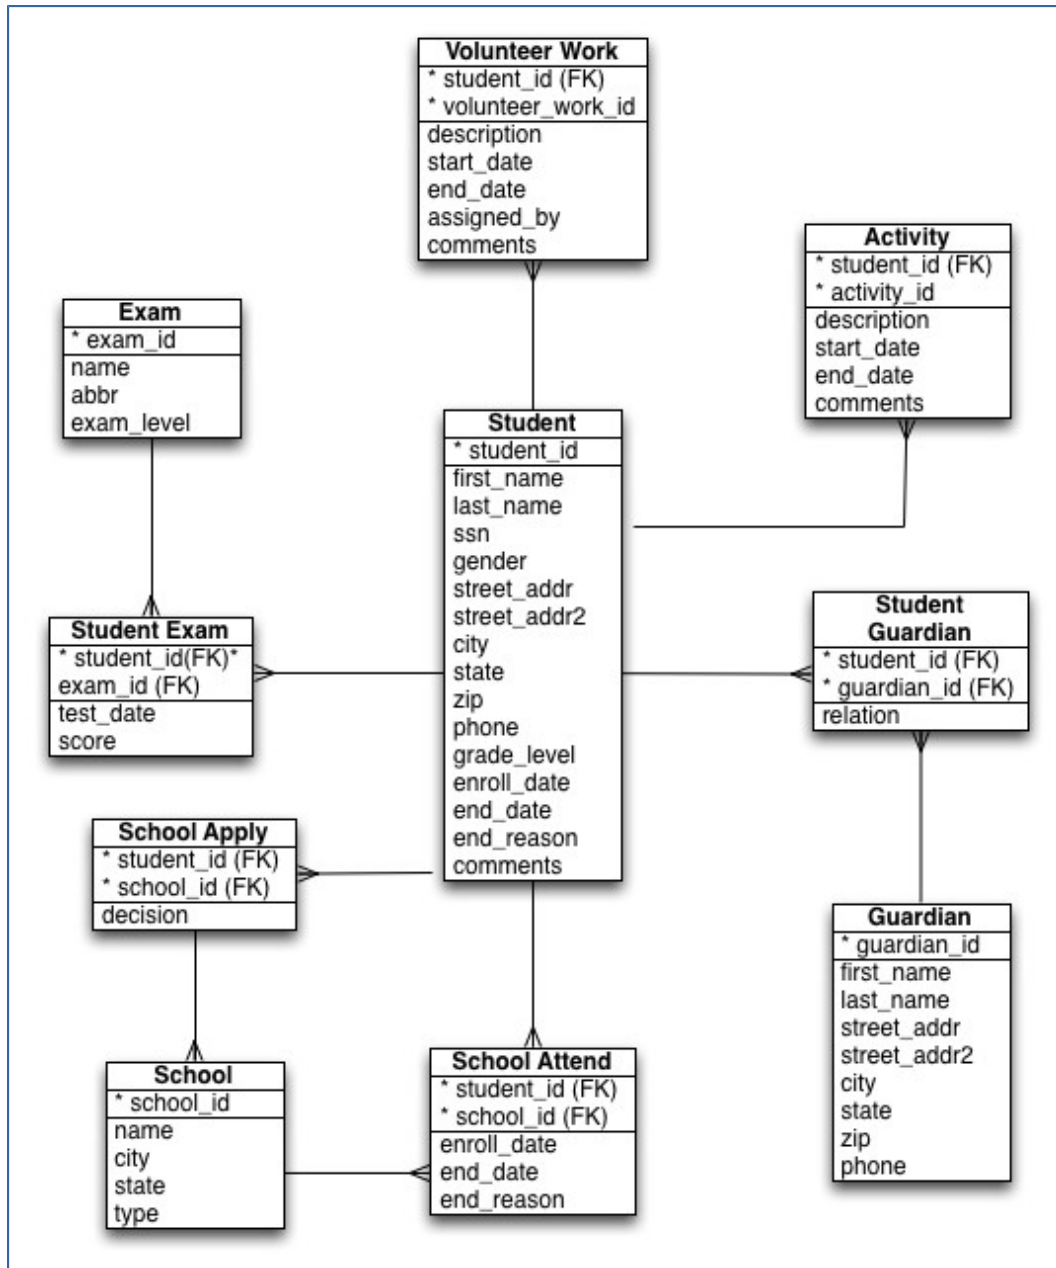 Volunteer Work
* student_id (FK)
* volunteer_work_id
description
start_date
end_date
assigned_by
comments
Activity
* student_id (FK)
* activity_id
description
start_date
end_date
comments
Exam
* exam_id
name
abbr
exam_level
Student
* student_id
first_name
last_name
ssn
gender
street_addr
street_addr2
city
state
zip
phone
grade_level
enroll_date
end_date
end_reason
comments
Student Exam
* student_id(FK)*
exam_id (FK)
test_date
score
Student
Guardian
* student_id (FK)
* guardian_id (FK)
relation
School Apply
* student_id (FK)
* school_id (FK)
decision
Guardian
* guardian_id
first_name
last_name
street_addr
street_addr2
city
state
zip
phone
School
* school_id
name
city
state
type
School Attend
* student_id (FK)
* school_id (FK)
enroll_date
end_date
end_reason